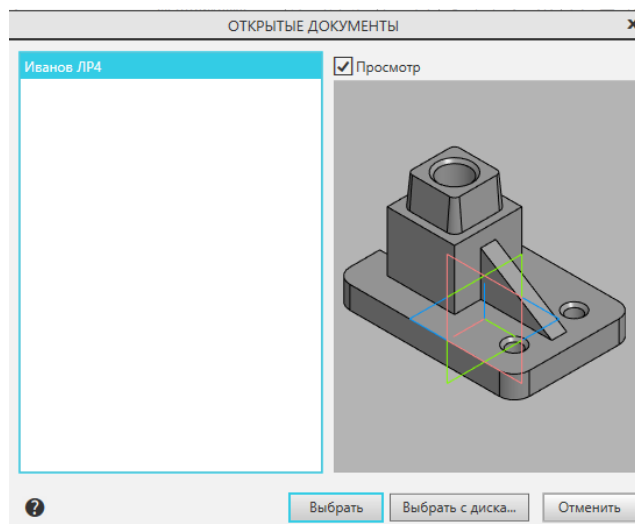 ОТКРЫТЫЕ ДОКУМЕНТЫ
Иванов ЛР4
Просмотр
Выбрать
Выбрать с диска...
Отменить